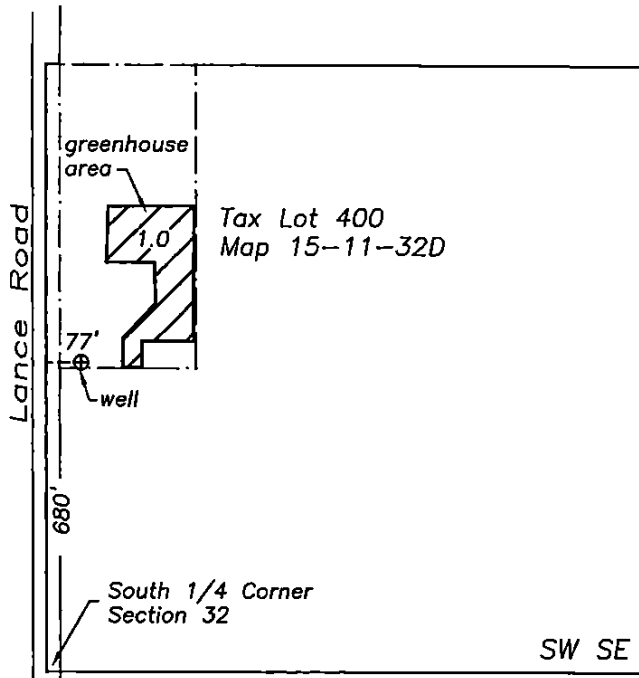 greenhouse
area
1.0
Tax Lot 400
Map 15-11-32D
Lance Road
77'
well
680'
South 1/4 Corner
Section 32
SW SE